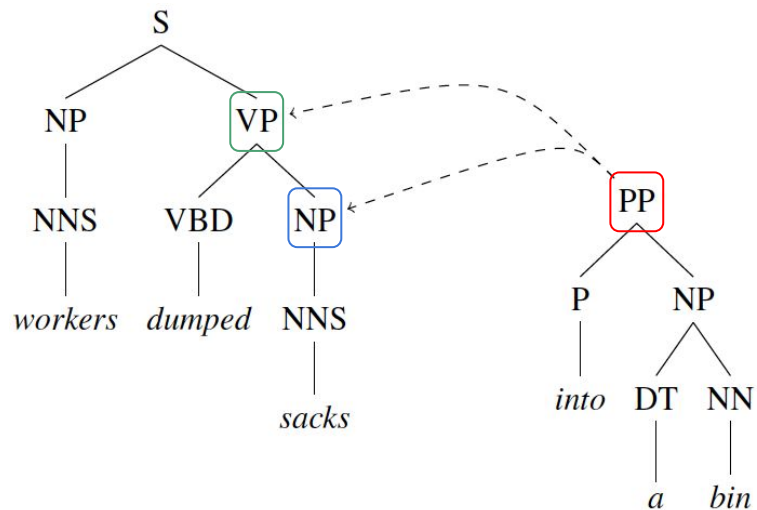 S
NP VP
NNS VBD NP PP
workers dumped NNS P NP
sacks into DT NN
a bin